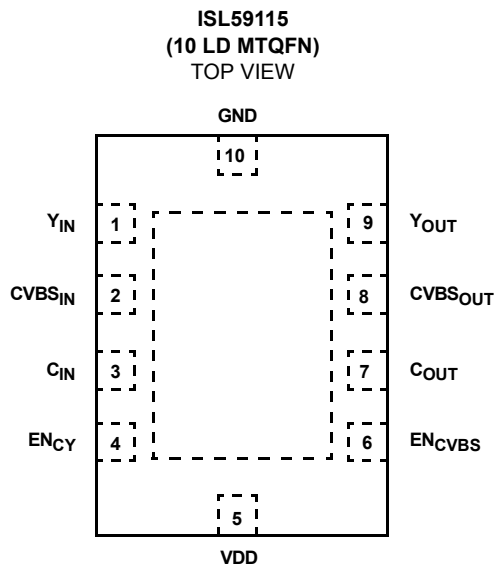 ISL59115
(10 LD MTQFN)
TOP VIEW
GND
10
YIN 1 9 YOUT
CVBSIN 2 8 CVBSOUT
CIN 3 7 COUT
ENCY 4 6 ENCVBS
5
VDD